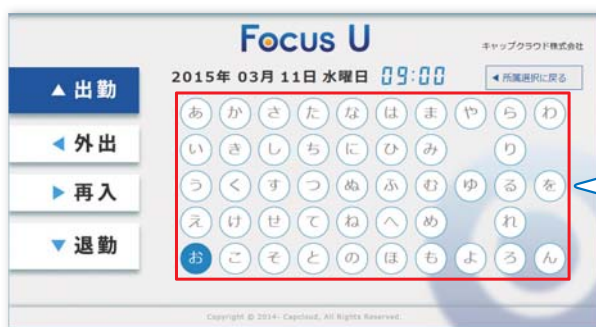 Focus U
キャップクラウド株式会社
2015年 03月 11日 水曜日 09:00
◀ 所属選択に戻る
▲ 出勤
◀ 外出
▶ 再入
▼ 退勤
あ か さ た な は ま や ら わ
い き し ち に ひ み り
う く す つ ぬ ふ む ゆ る を
え け せ て ね へ め れ
お こ そ と の ほ も よ ろ ん
Copyright @ 2014- Capcloud, All Rights Reserved.